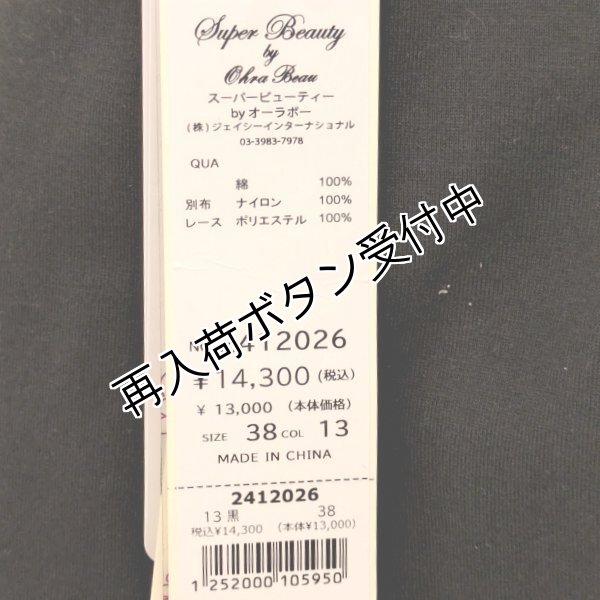 Super Beauty
by
Ohra Beau
スーパービューティー
by オーラボー
(株)ジェイシーインターナショナル
03-3983-7978
QUA
綿 100%
別布 ナイロン 100%
レース ポリエステル 100%
再入荷ボタン受付中
2412026
¥14,300 (税込)
¥ 13,000 (本体価格)
SIZE 38 COL 13
MADE IN CHINA
2412026
13 黒 38
税込¥14,300 (本体¥13,000)
1 252000 105950